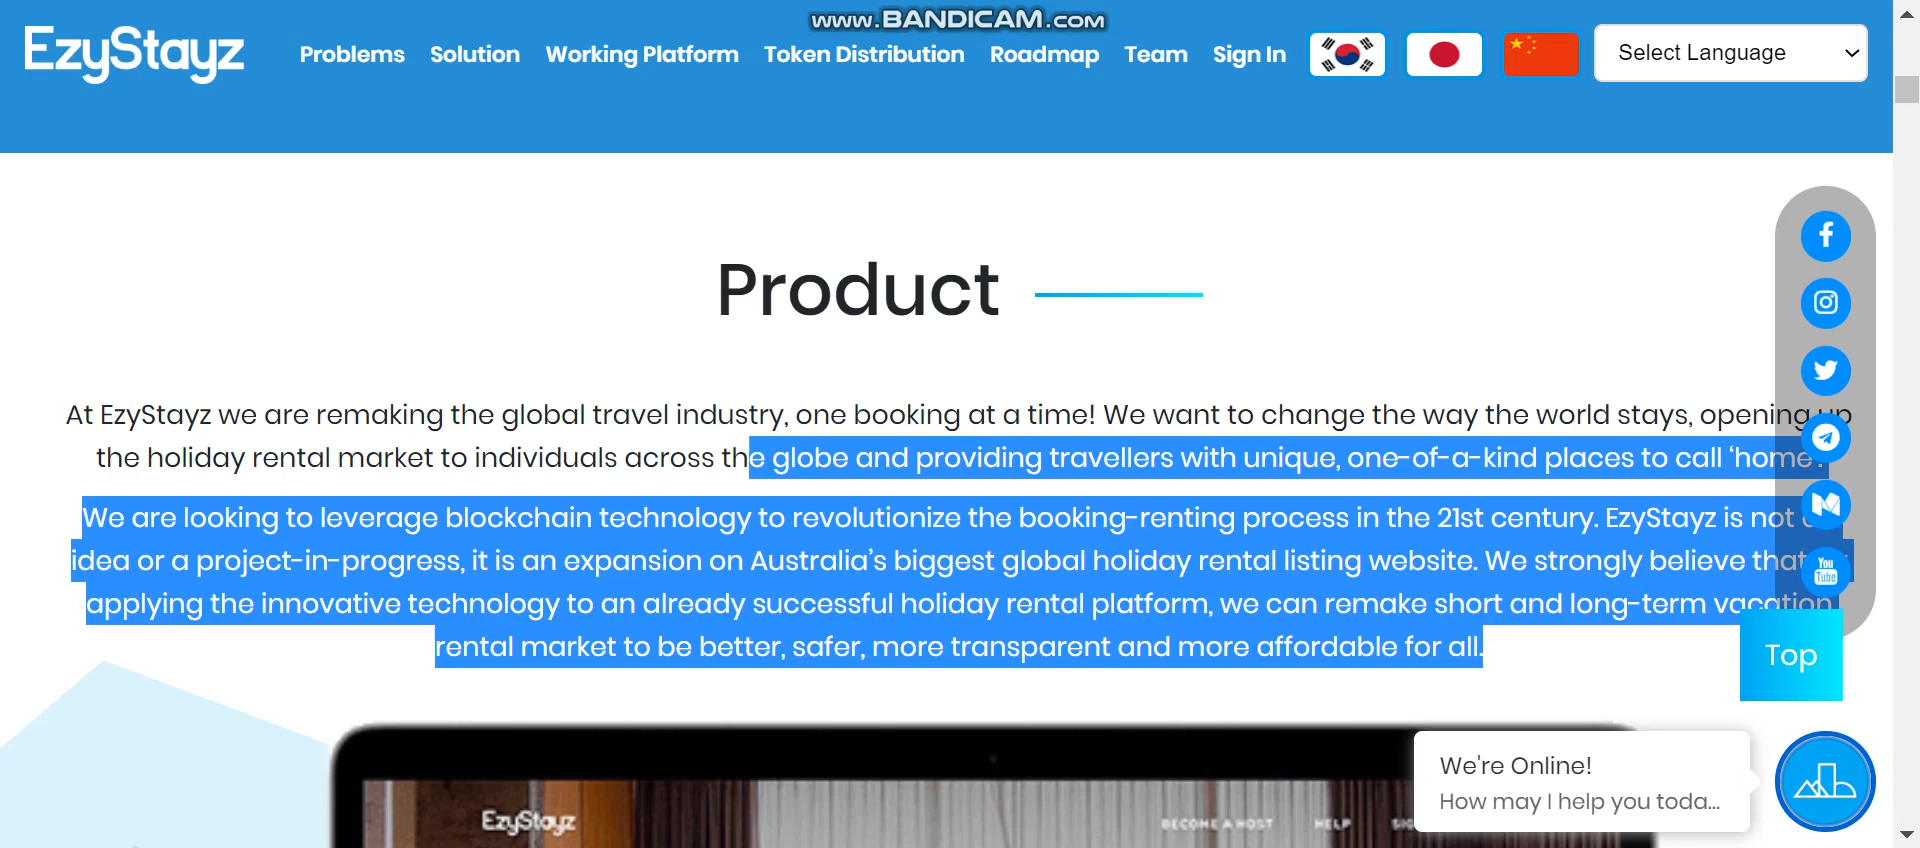 www.BANDICAM.com
EzyStayz
Problems Solution Working Platform Token Distribution Roadmap Team Sign In Select Language
Product
At EzyStayz we are remaking the global travel industry, one booking at a time! We want to change the way the world stays, opening up
the holiday rental market to individuals across the globe and providing travellers with unique, one-of-a-kind places to call ‘home’.
We are looking to leverage blockchain technology to revolutionize the booking-renting process in the 21st century. EzyStayz is not
idea or a project-in-progress, it is an expansion on Australia’s biggest global holiday rental listing website. We strongly believe that
applying the innovative technology to an already successful holiday rental platform, we can remake short and long-term vacation
rental market to be better, safer, more transparent and more affordable for all.
You
Tube
Top
We're Online!
How may I help you toda...
EzyStayz
BECOME A HOST HELP